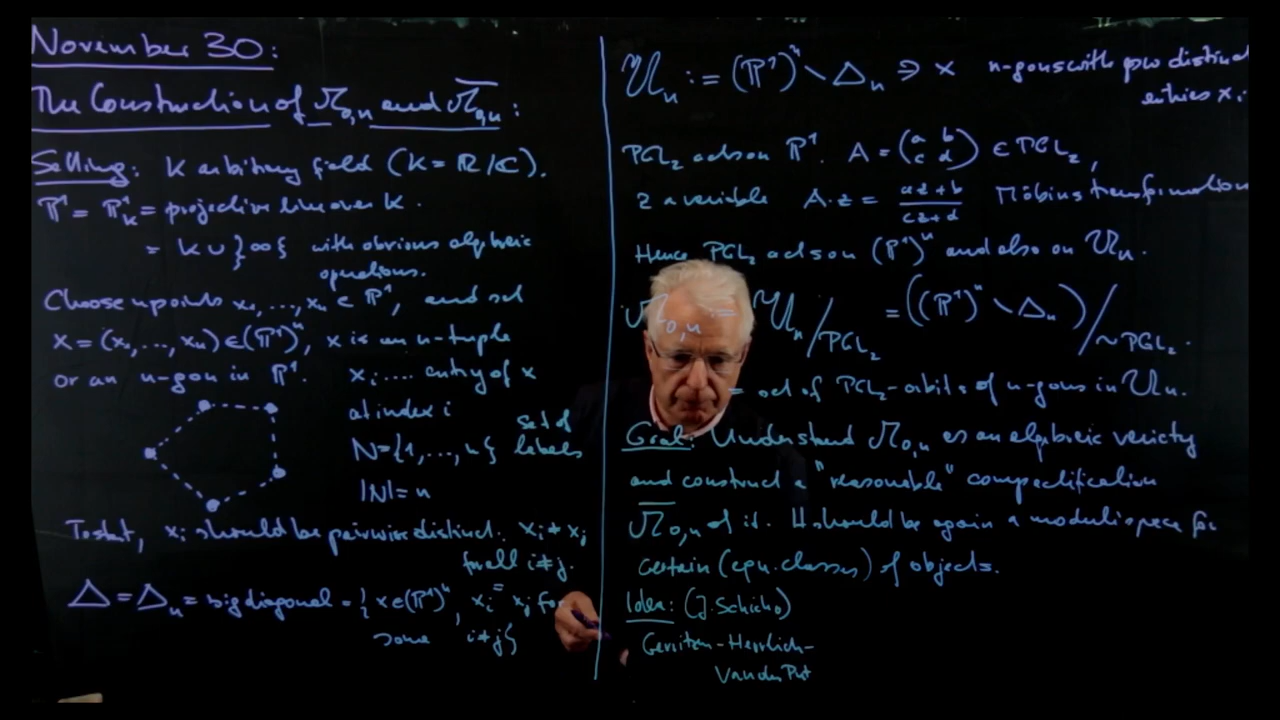 November 30:
The Construction of 𝓜₀,ₙ and 𝓜̅₀,ₙ:
Setting: K arbitrary field (K = ℝ/ℂ).
ℙ¹ = ℙ¹_K = projective line over K.
= K ∪ }∞{ with obvious algebraic
operations.
Choose n points x₁, ..., xₙ ∈ ℙ¹, and set
x = (x₁, ..., xₙ) ∈ (ℙ¹)ⁿ, x is an n-tuple
or an n-gon in ℙ¹. xᵢ .... entry of x
at index i
N = {1, ..., n} set of labels
|N| = n
To start, xᵢ should be pairwise distinct. xᵢ ≠ xⱼ
for all i ≠ j.
Δ = Δₙ = big diagonal = {x ∈ (ℙ¹)ⁿ, xᵢ = xⱼ for
some i ≠ j}
𝒰ₙ := (ℙ¹)ⁿ \ Δₙ ∋ x n-gons with pw distinct
entries xᵢ.
PGL₂ acts on ℙ¹. A = (a b c d) ∈ PGL₂,
z a variable A·z = (az+b)/(cz+d) Möbius transformation
Hence PGL₂ acts on (ℙ¹)ⁿ and also on 𝒰ₙ.
𝓜₀,ₙ := 𝒰ₙ/PGL₂ = ((ℙ¹)ⁿ \ Δₙ)/~PGL₂.
= set of PGL₂-orbits of n-gons in 𝒰ₙ.
Goal: Understand 𝓜₀,ₙ as an algebraic variety
and construct a "reasonable" compactification
𝓜̅₀,ₙ of it. It should be again a moduli space for
certain (equ. classes) of objects.
Idea: (J. Schicho)
Gerritzen-Herrlich-
Van der Put